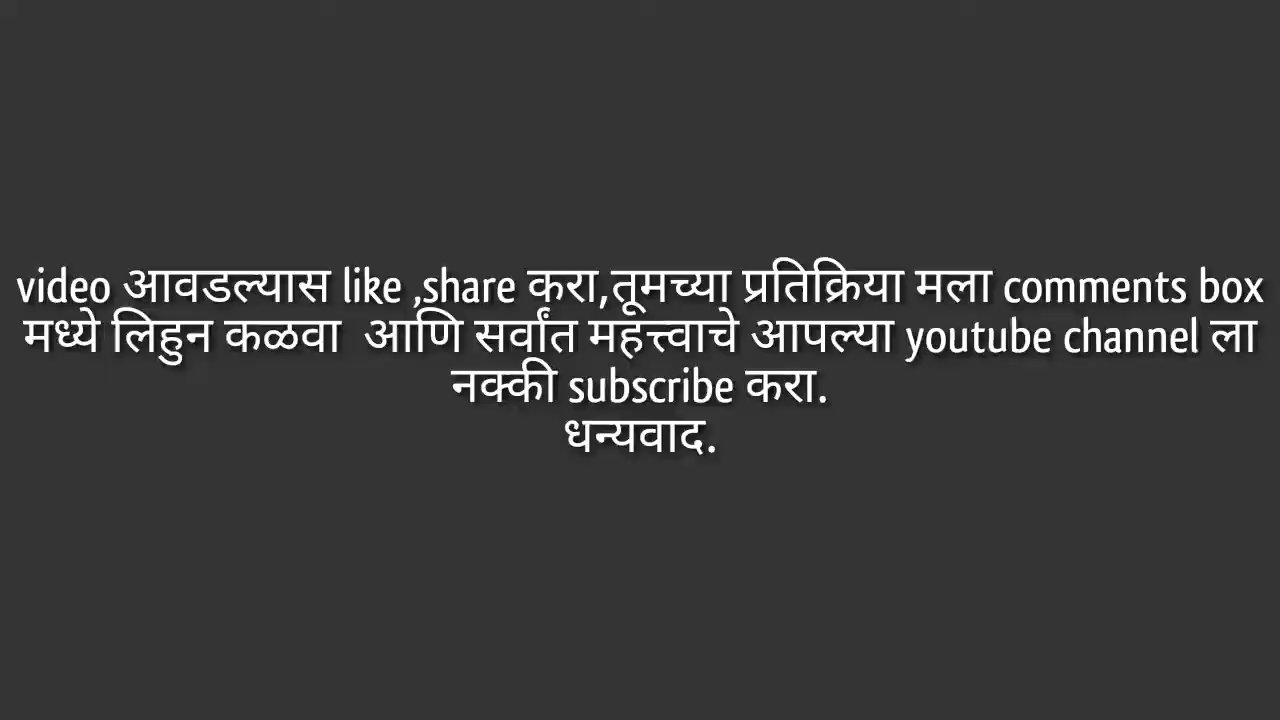 video आवडल्यास like ,share करा,तूमच्या प्रतिक्रिया मला comments box
मध्ये लिहुन कळवा  आणि सर्वांत महत्त्वाचे आपल्या youtube channel ला
नक्की subscribe करा.
धन्यवाद.